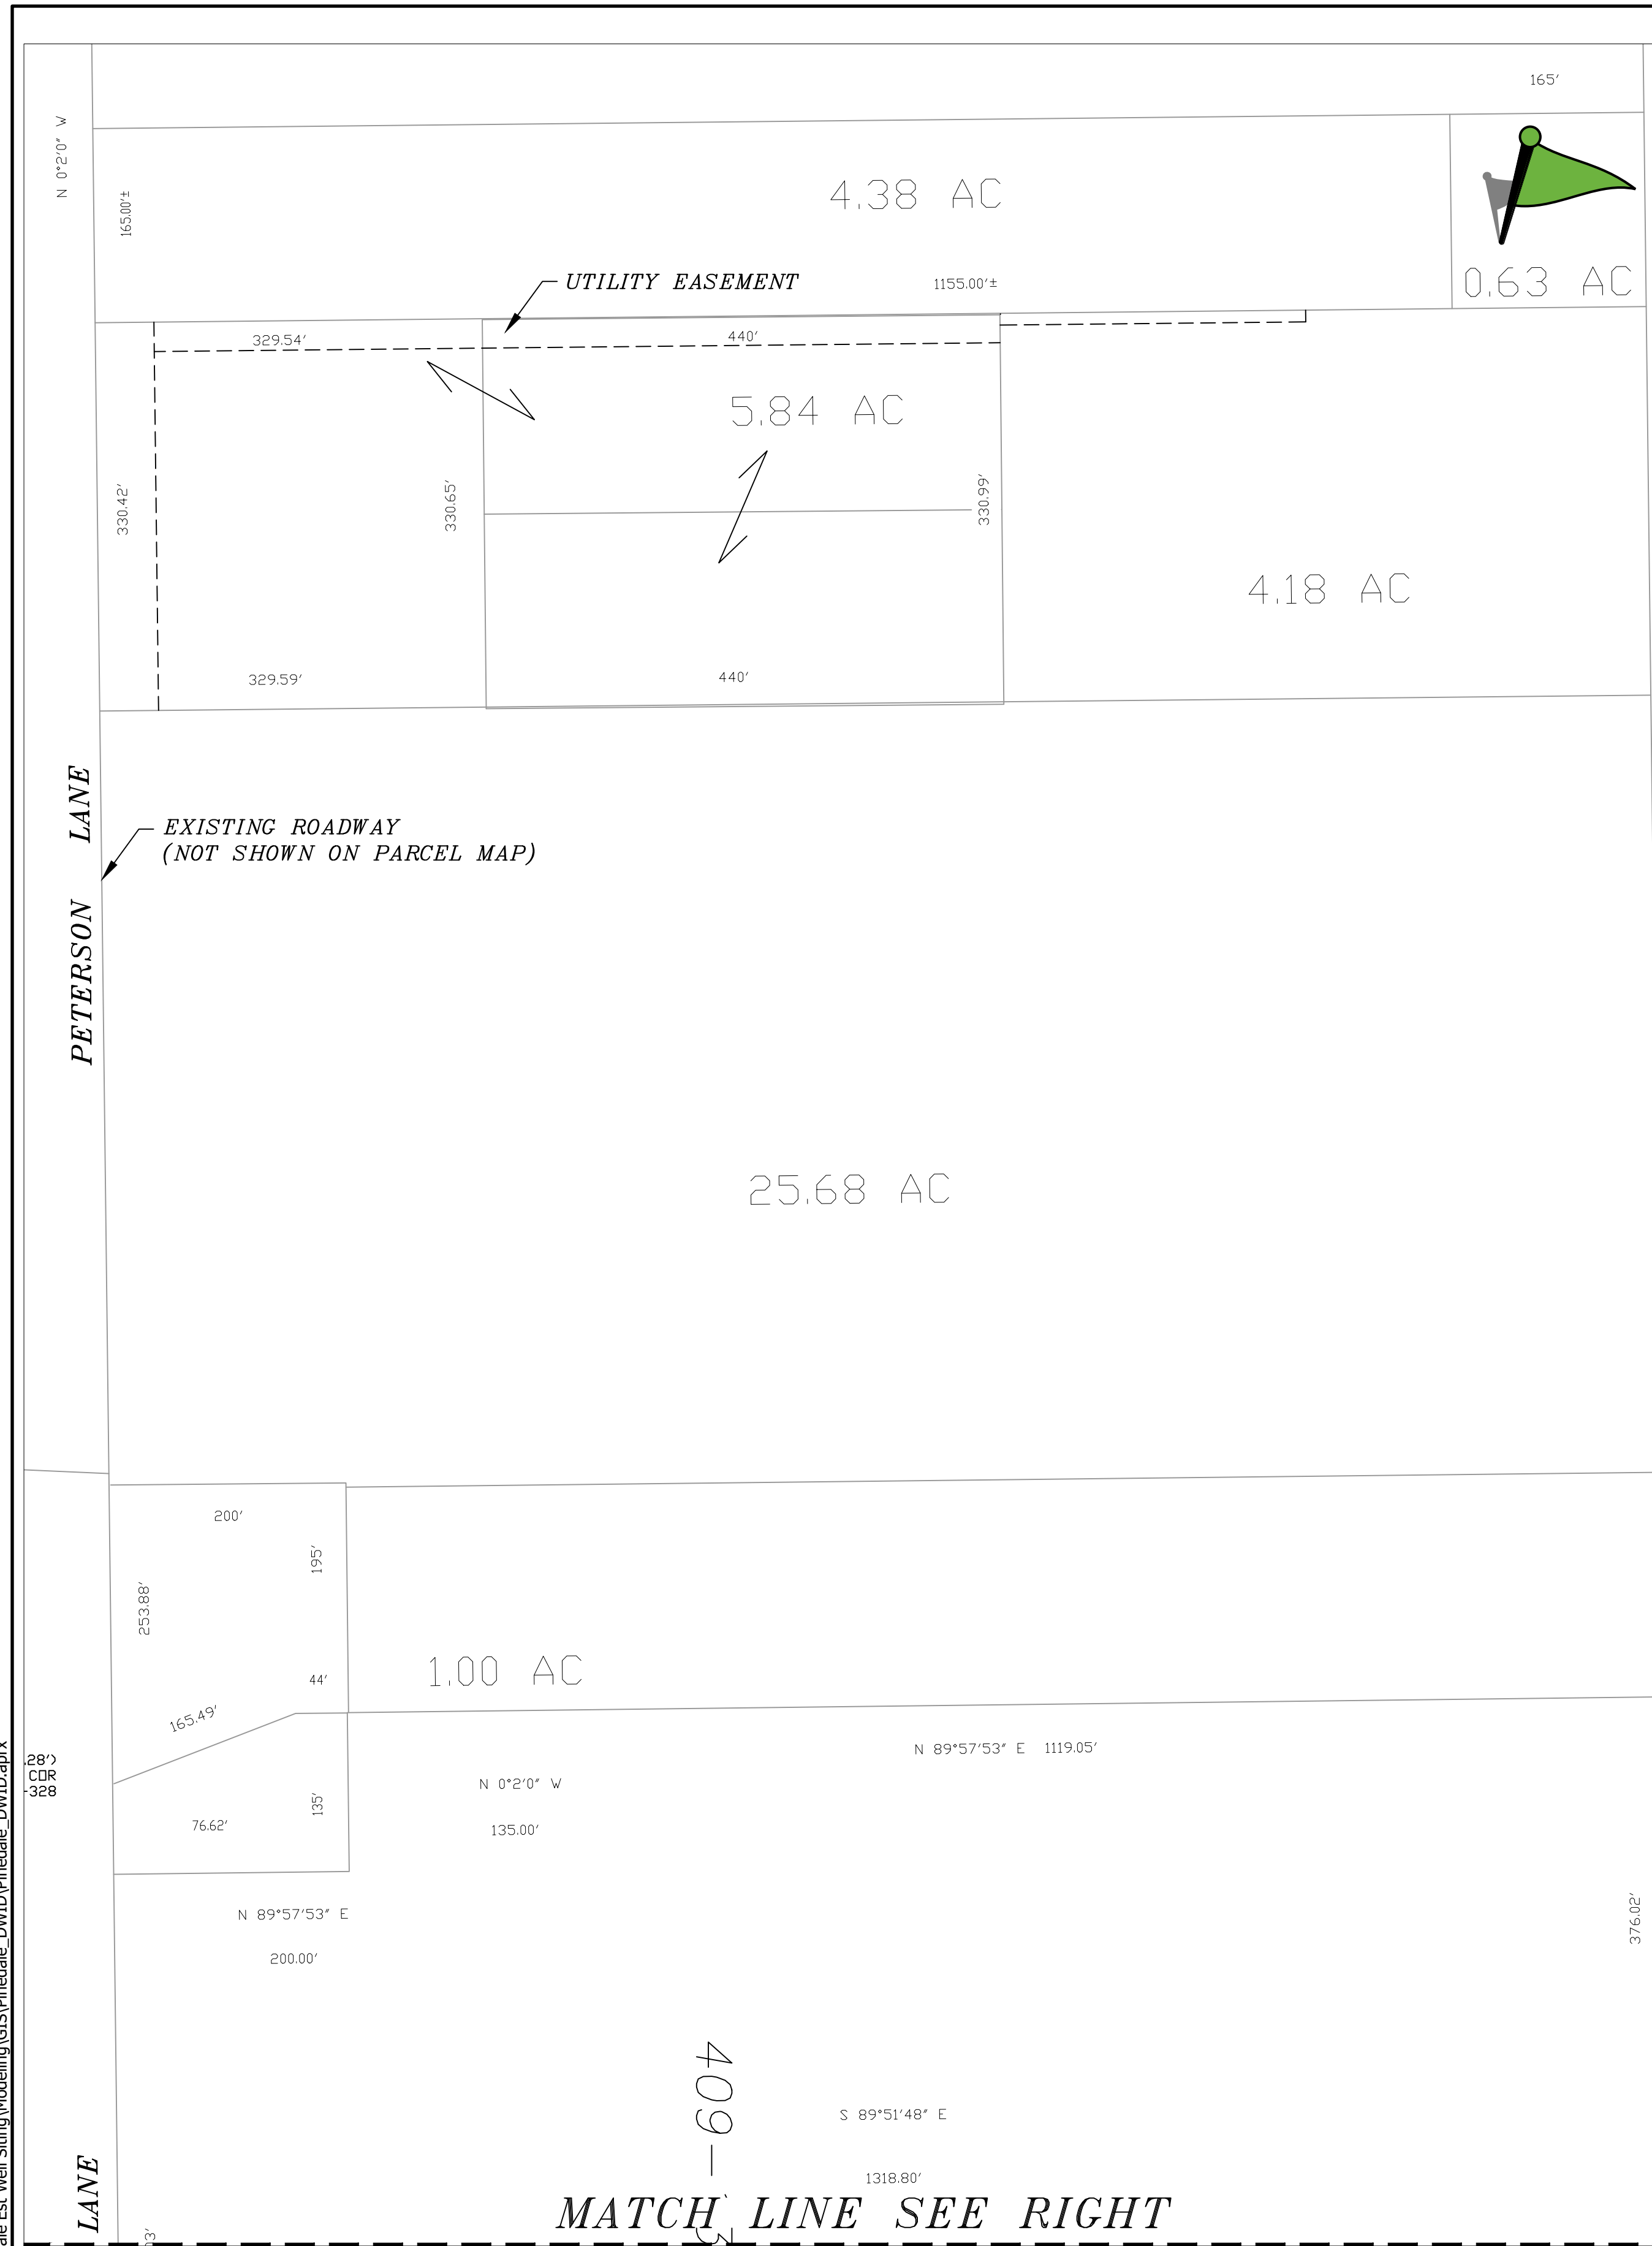 165'
N 0°2'0" W
165.00'±
4.38 AC
0.63 AC
UTILITY EASEMENT
1155.00'±
329.54'
440'
5.84 AC
330.42'
330.65'
330.99'
4.18 AC
329.59'
440'
PETERSON LANE
EXISTING ROADWAY
(NOT SHOWN ON PARCEL MAP)
25.68 AC
200'
195'
253.88'
44'
1.00 AC
165.49'
N 89°57'53" E 1119.05'
.28')
COR
-328
N 0°2'0" W
135'
76.62'
135.00'
N 89°57'53" E
376.02'
200.00'
409-
S 89°51'48" E
1318.80'
LANE
MATCH LINE SEE RIGHT